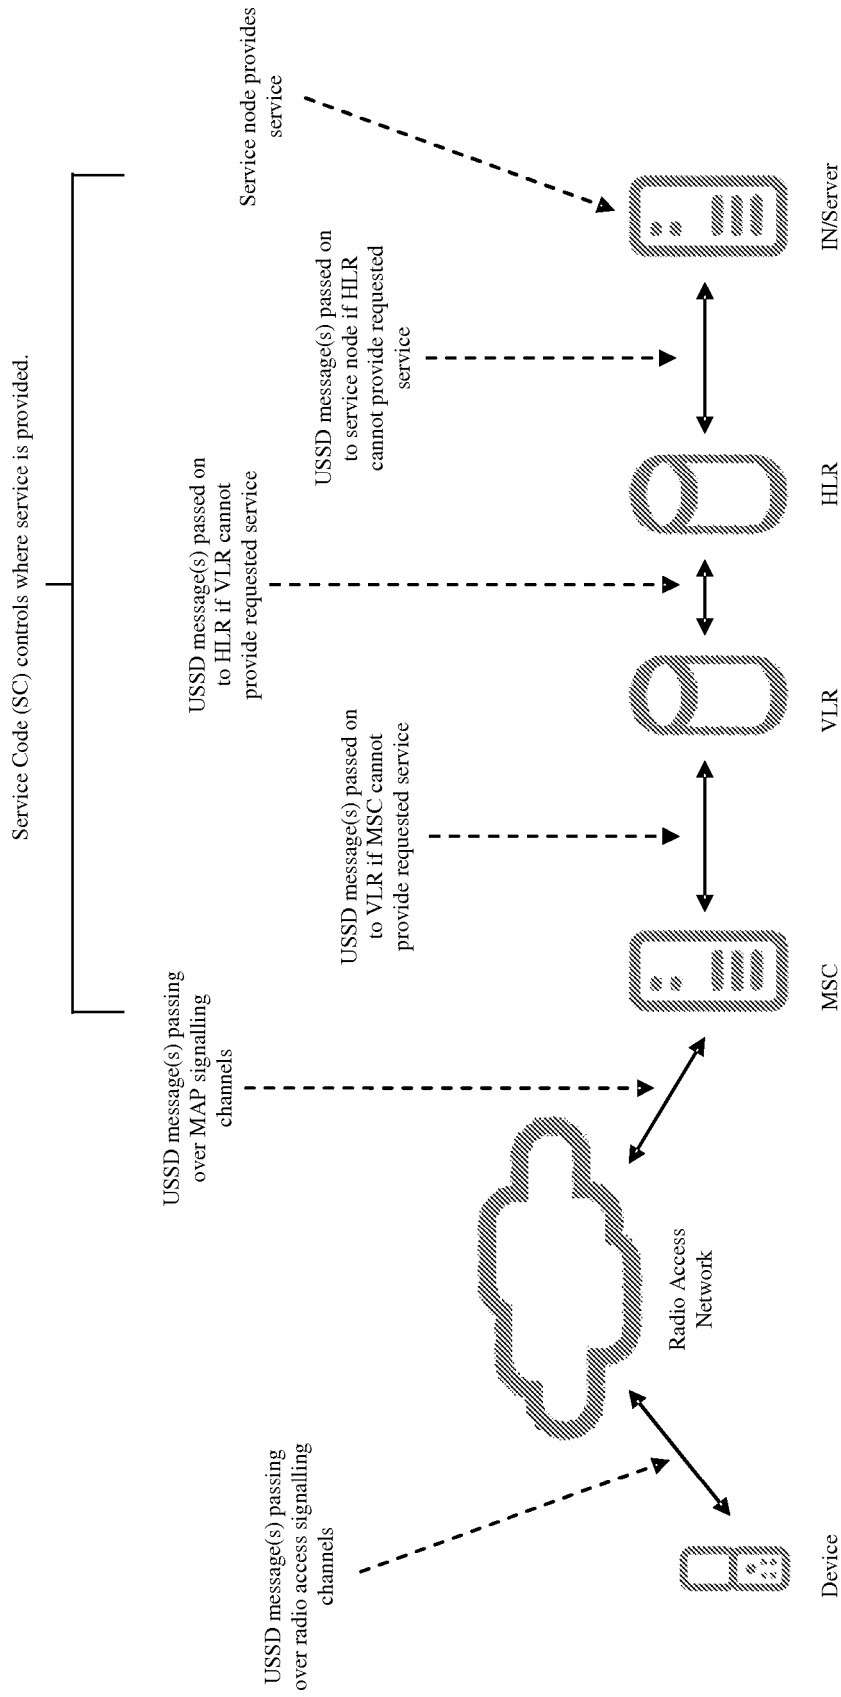 Service Code (SC) controls where service is provided.
USSD message(s) passing
over radio access signalling
channels
USSD message(s) passing
over MAP signalling
channels
USSD message(s) passed on
to VLR if MSC cannot
provide requested service
USSD message(s) passed on
to HLR if VLR cannot
provide requested service
USSD message(s) passed on
to service node if HLR
cannot provide requested
service
Service node provides
service
Device
Radio Access
Network
MSC
VLR
HLR
IN/Server